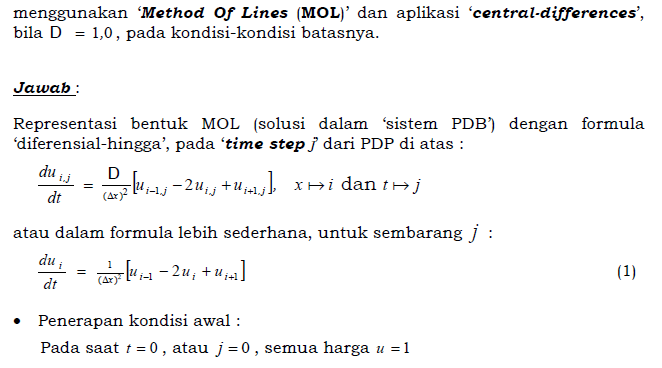 menggunakan ‘Method Of Lines (MOL)’ dan aplikasi ‘central-differences’,
bila D = 1,0, pada kondisi-kondisi batasnya.
Jawab :
Representasi bentuk MOL (solusi dalam ‘sistem PDB’) dengan formula
‘diferensial-hingga’, pada ‘time step j’ dari PDP di atas :
du_{i,j}/dt = D/(Δx)² [u_{i−1,j} − 2u_{i,j} + u_{i+1,j}], x ↦ i dan t ↦ j
atau dalam formula lebih sederhana, untuk sembarang j :
du_i/dt = 1/(Δx)² [u_{i−1} − 2u_i + u_{i+1}] (1)
• Penerapan kondisi awal :
Pada saat t = 0, atau j = 0, semua harga u = 1